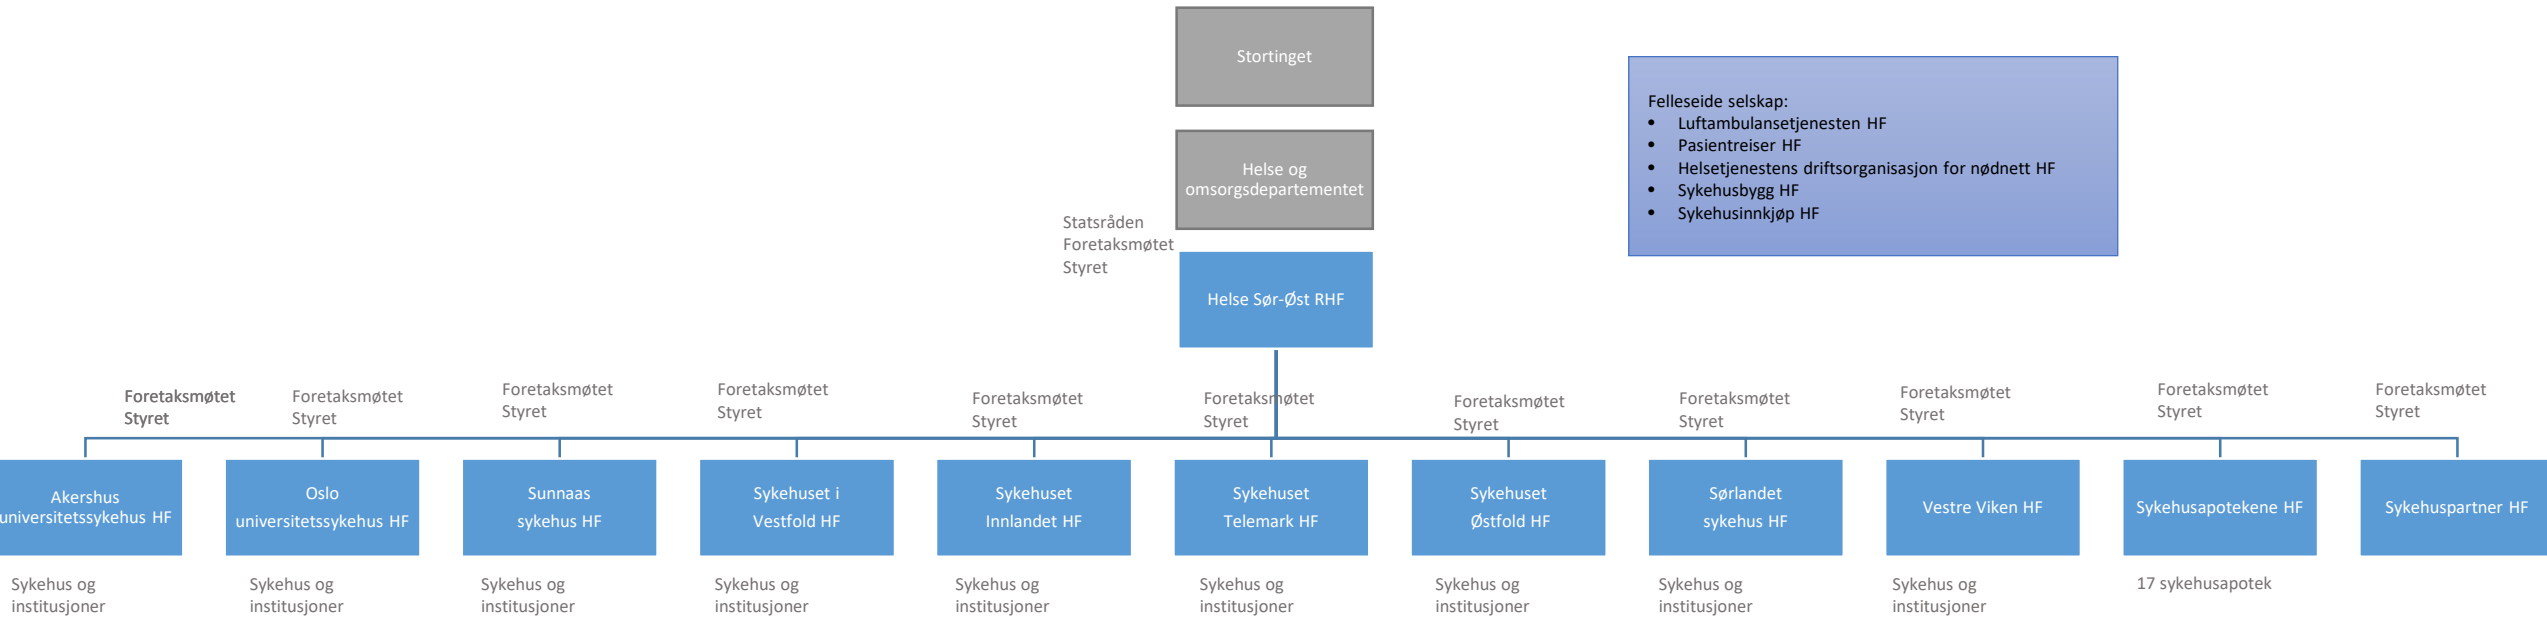 Stortinget
Felleseide selskap:
• Luftambulansetjenesten HF
• Pasientreiser HF
• Helsetjenestens driftsorganisasjon for nødnett HF
• Sykehusbygg HF
• Sykehusinnkjøp HF
Helse og
omsorgsdepartementet
Statsråden
Foretaksmøtet
Styret
Helse Sør-Øst RHF
Foretaksmøtet
Styret
Foretaksmøtet
Styret
Foretaksmøtet
Styret
Foretaksmøtet
Styret
Foretaksmøtet
Styret
Foretaksmøtet
Styret
Foretaksmøtet
Styret
Foretaksmøtet
Styret
Foretaksmøtet
Styret
Foretaksmøtet
Styret
Foretaksmøtet
Styret
Akershus
universitetssykehus HF
Oslo
universitetssykehus HF
Sunnaas
sykehus HF
Sykehuset i
Vestfold HF
Sykehuset
Innlandet HF
Sykehuset
Telemark HF
Sykehuset
Østfold HF
Sørlandet
sykehus HF
Vestre Viken HF
Sykehusapotekene HF
Sykehuspartner HF
Sykehus og
institusjoner
Sykehus og
institusjoner
Sykehus og
institusjoner
Sykehus og
institusjoner
Sykehus og
institusjoner
Sykehus og
institusjoner
Sykehus og
institusjoner
Sykehus og
institusjoner
Sykehus og
institusjoner
17 sykehusapotek